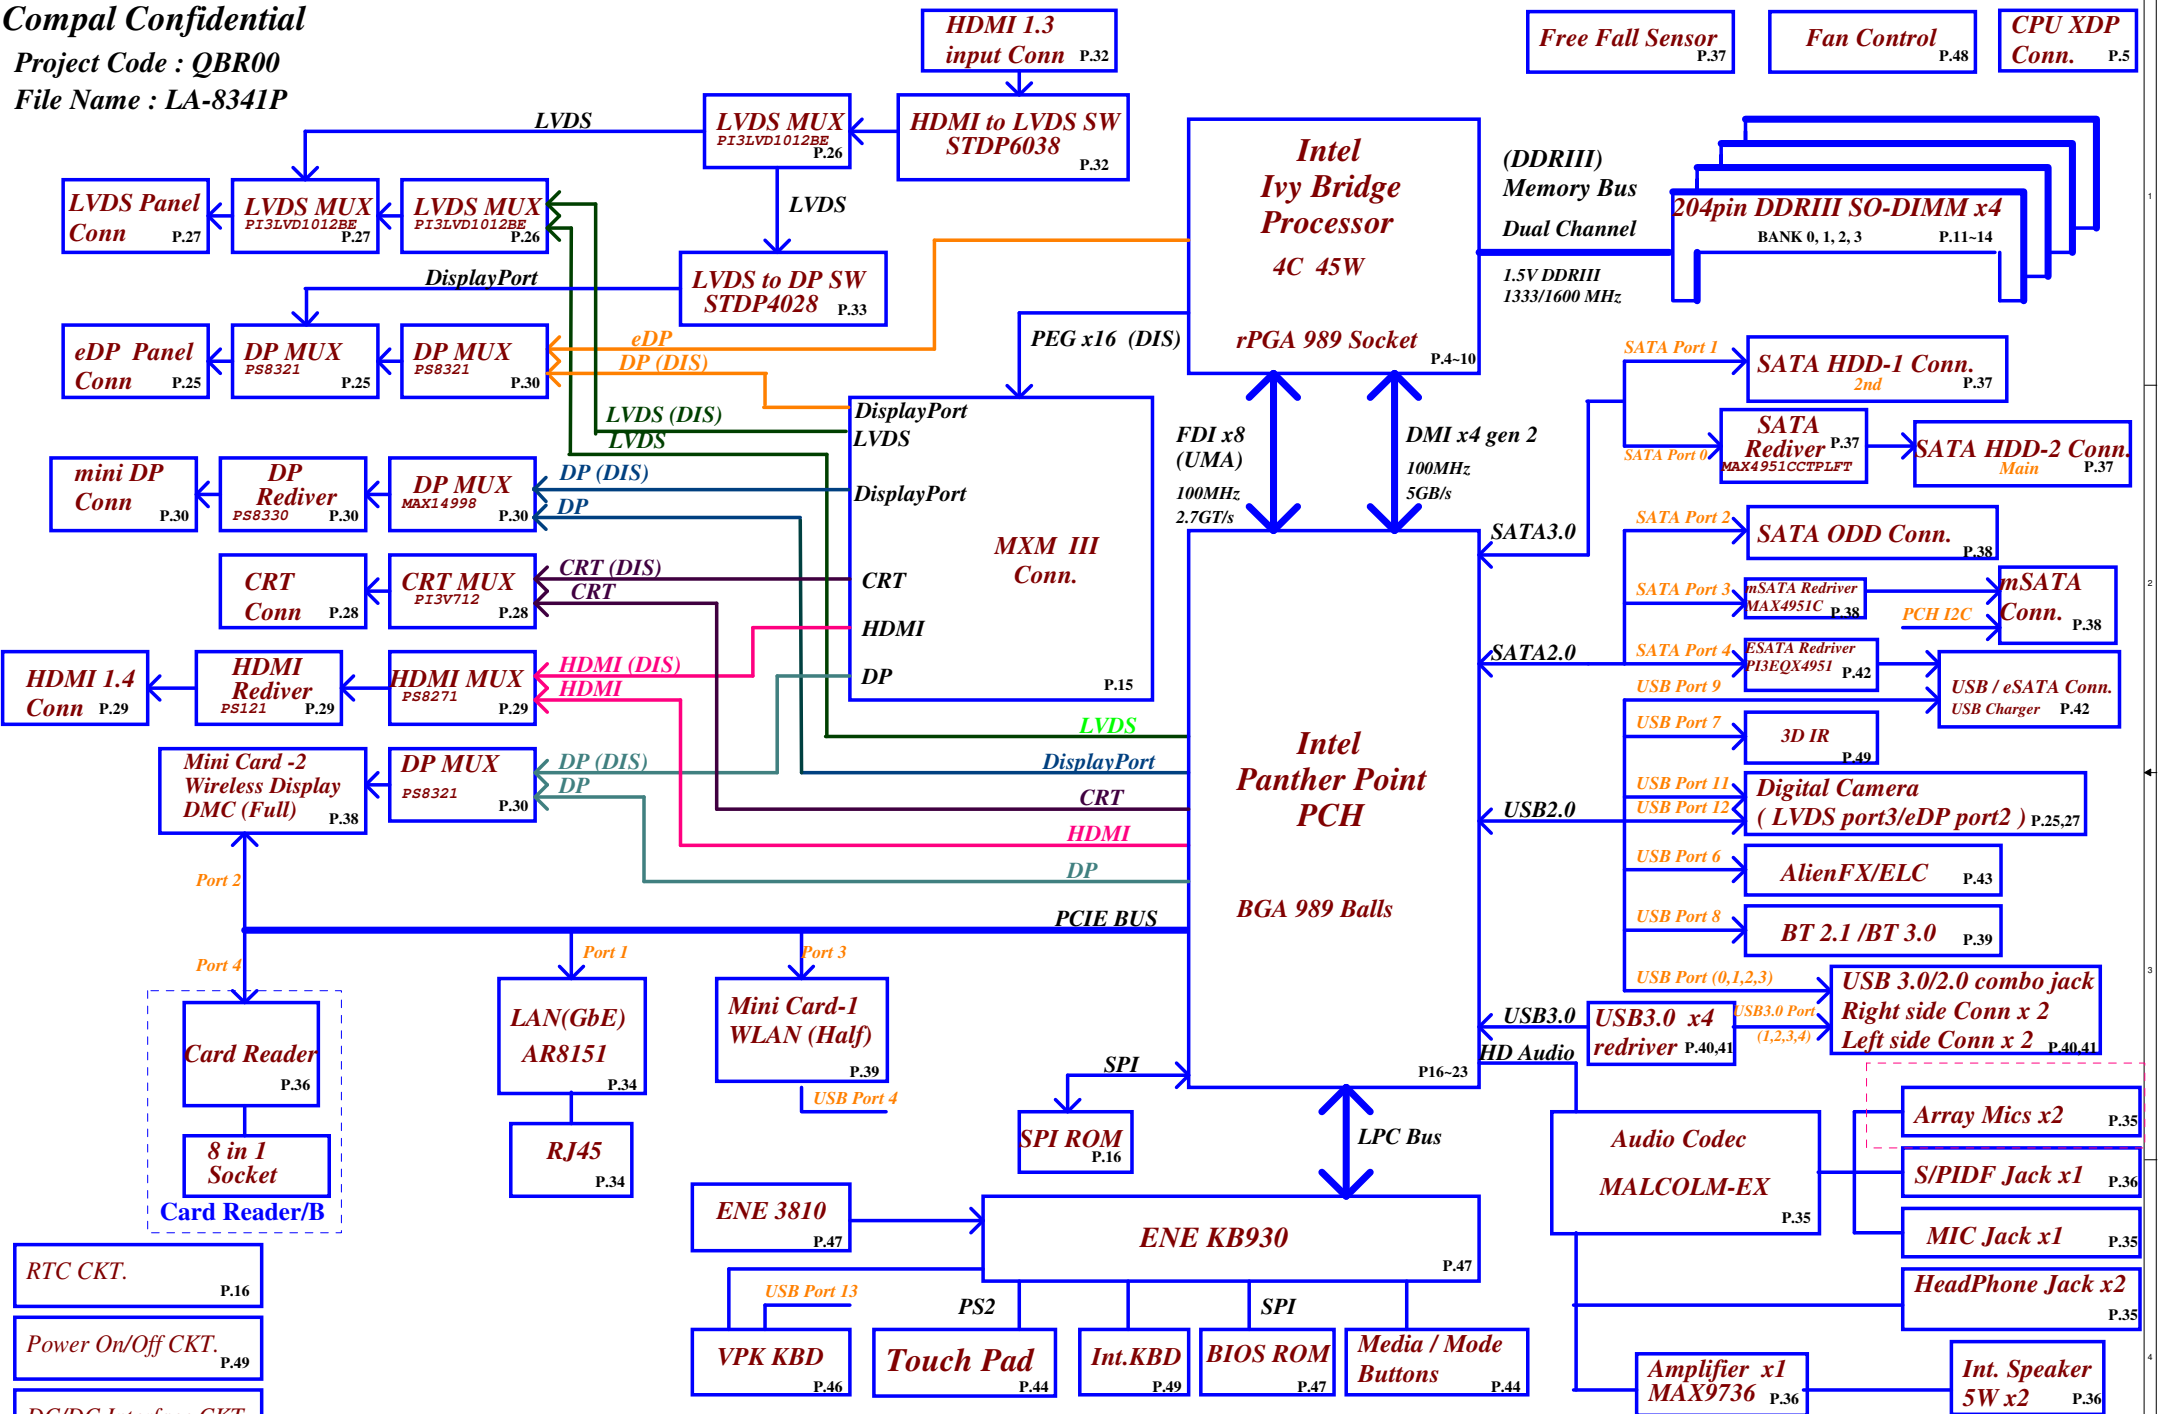 Compal Confidential
Project Code : QBR00
File Name : LA-8341P
HDMI 1.3
input Conn P.32
Free Fall Sensor
P.37
Fan Control
P.48
CPU XDP
Conn. P.5
LVDS
LVDS MUX
PI3LVD1012BE
P.26
HDMI to LVDS SW
STDP6038
P.32
LVDS
LVDS Panel
Conn P.27
LVDS MUX
PI3LVD1012BE
P.27
LVDS MUX
PI3LVD1012BE
P.26
DisplayPort
LVDS to DP SW
STDP4028 P.33
eDP Panel
Conn P.25
DP MUX
PS8321
P.25
DP MUX
PS8321
P.30
eDP
DP (DIS)
LVDS (DIS)
LVDS
Intel
Ivy Bridge
Processor
4C 45W
rPGA 989 Socket
P.4~10
(DDRIII)
Memory Bus
Dual Channel
1.5V DDRIII
1333/1600 MHz
204pin DDRIII SO-DIMM x4
BANK 0, 1, 2, 3 P.11~14
PEG x16 (DIS)
FDI x8
(UMA)
100MHz
2.7GT/s
DMI x4 gen 2
100MHz
5GB/s
SATA Port 1
SATA HDD-1 Conn.
2nd P.37
SATA Port 0
SATA
Rediver P.37
MAX4951CCTPLFT
SATA HDD-2 Conn.
Main P.37
mini DP
Conn P.30
DP
Rediver
PS8330 P.30
DP MUX
MAX14998
P.30
DP (DIS)
DP
DisplayPort
LVDS
DisplayPort
MXM III
Conn.
CRT
HDMI
DP
P.15
CRT
Conn P.28
CRT MUX
PI3V712
P.28
CRT (DIS)
CRT
SATA3.0
SATA Port 2
SATA ODD Conn.
P.38
SATA Port 3
mSATA Redriver
MAX4951C
P.38
PCH I2C
mSATA
Conn.
P.38
SATA2.0
SATA Port 4
ESATA Redriver
PI3EQX4951
P.42
USB Port 9
USB / eSATA Conn.
USB Charger P.42
HDMI 1.4
Conn P.29
HDMI
Rediver
PS121 P.29
HDMI MUX
PS8271
P.29
HDMI (DIS)
HDMI
USB Port 7
3D IR
P.49
Mini Card -2
Wireless Display
DMC (Full) P.38
DP MUX
PS8321
P.30
DP (DIS)
DP
LVDS
DisplayPort
CRT
HDMI
DP
PCIE BUS
Intel
Panther Point
PCH
BGA 989 Balls
P16~23
USB2.0
USB Port 11
USB Port 12
Digital Camera
( LVDS port3/eDP port2 ) P.25,27
USB Port 6
AlienFX/ELC
P.43
USB Port 8
BT 2.1 /BT 3.0 P.39
USB Port (0,1,2,3)
USB 3.0/2.0 combo jack
Right side Conn x 2
Left side Conn x 2 P.40,41
USB3.0
USB3.0 x4
redriver P.40,41
USB3.0 Port
(1,2,3,4)
HD Audio
Port 2
Port 4
Port 1
Port 3
Card Reader
P.36
8 in 1
Socket
Card Reader/B
LAN(GbE)
AR8151
P.34
RJ45
P.34
Mini Card-1
WLAN (Half)
P.39
USB Port 4
SPI
SPI ROM
P.16
LPC Bus
Audio Codec
MALCOLM-EX
P.35
Array Mics x2
P.35
S/PIDF Jack x1 P.36
MIC Jack x1 P.35
HeadPhone Jack x2
P.35
ENE 3810
P.47
ENE KB930
P.47
RTC CKT.
P.16
Power On/Off CKT.
P.49
DC/DC Interface CKT.
USB Port 13
PS2
SPI
VPK KBD
P.46
Touch Pad
P.44
Int.KBD
P.49
BIOS ROM
P.47
Media / Mode
Buttons P.44
Amplifier x1
MAX9736 P.36
Int. Speaker
5W x2 P.36
1
2
3
4